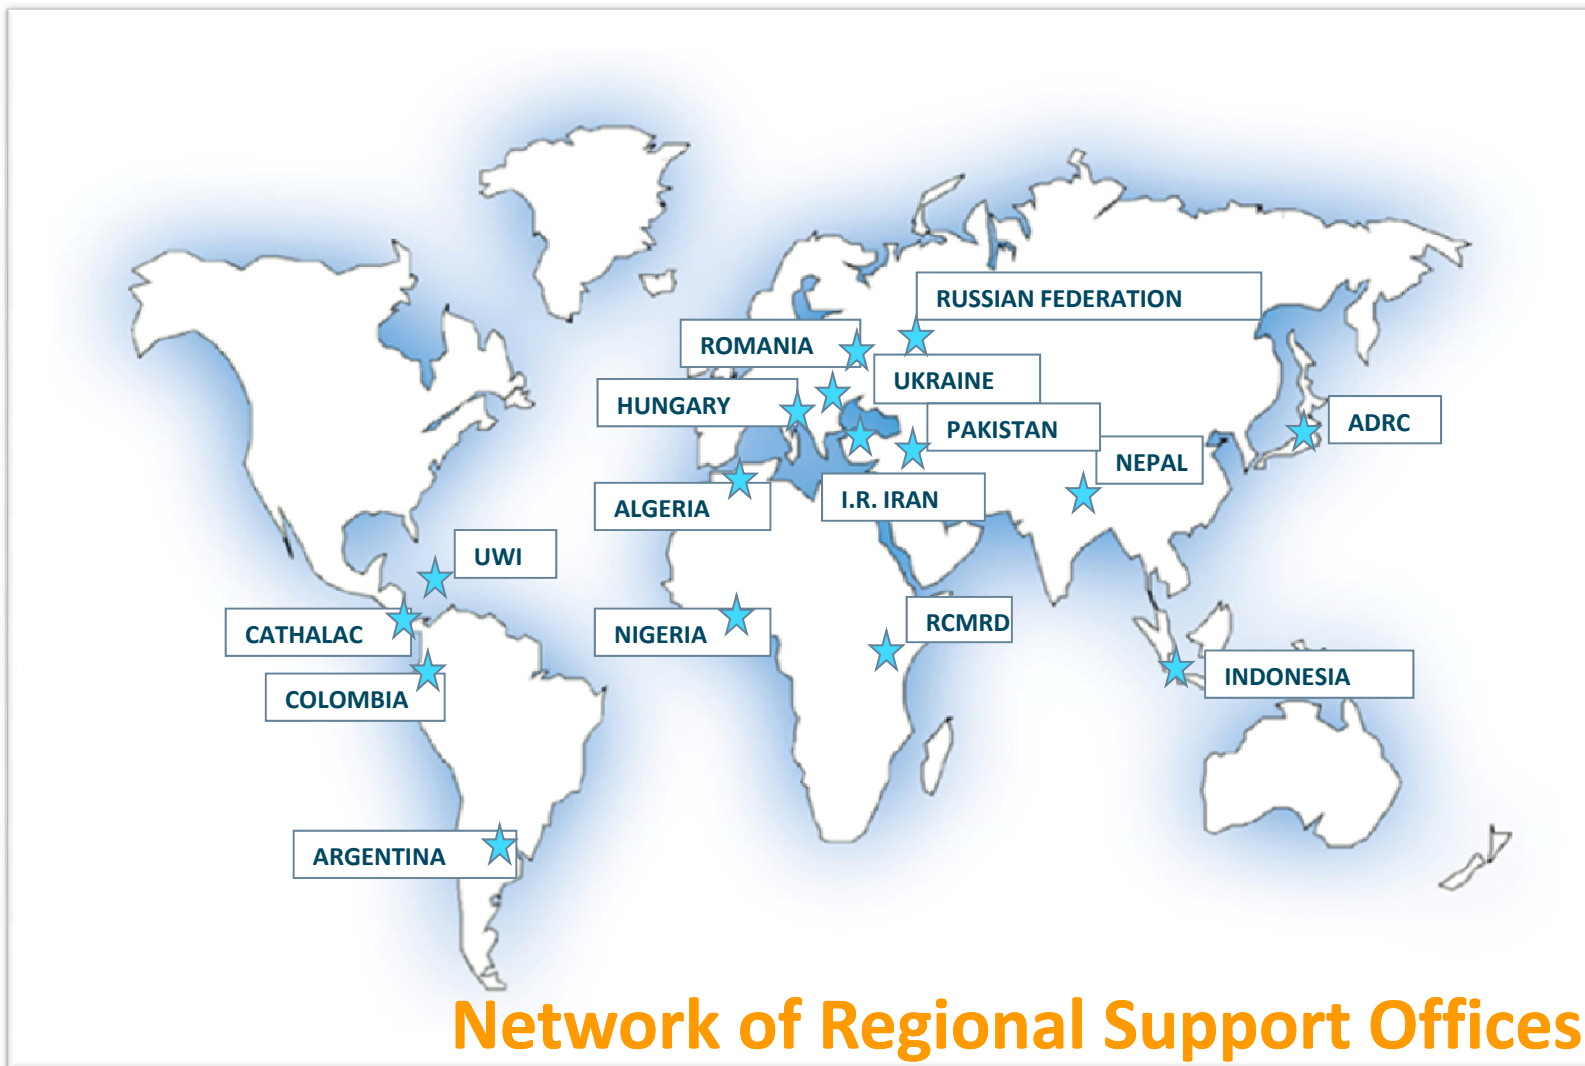 RUSSIAN FEDERATION
ROMANIA
UKRAINE
HUNGARY
PAKISTAN
ADRC
NEPAL
ALGERIA
I.R. IRAN
UWI
CATHALAC
NIGERIA
RCMRD
COLOMBIA
INDONESIA
ARGENTINA
Network of Regional Support Offices